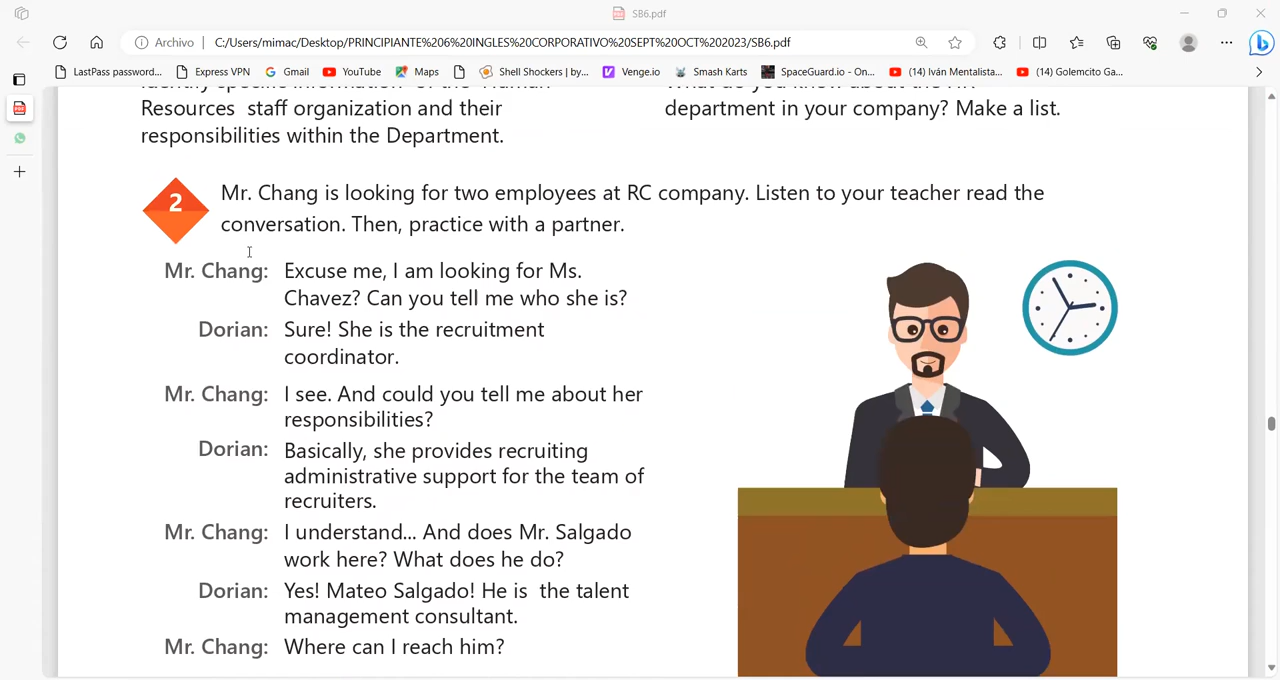 SB6.pdf
Archivo C:/Users/mimac/Desktop/PRINCIPIANTE%206%20INGLES%20CORPORATIVO%20SEPT%20OCT%202023/SB6.pdf
LastPass password... Express VPN Gmail YouTube Maps Shell Shockers | by... Venge.io Smash Karts SpaceGuard.io - On... (14) Iván Mentalista... (14) Golemcito Ga...
Resources staff organization and their
responsibilities within the Department.
department in your company? Make a list.
2
Mr. Chang is looking for two employees at RC company. Listen to your teacher read the
conversation. Then, practice with a partner.
Mr. Chang: Excuse me, I am looking for Ms.
Chavez? Can you tell me who she is?
Dorian: Sure! She is the recruitment
coordinator.
Mr. Chang: I see. And could you tell me about her
responsibilities?
Dorian: Basically, she provides recruiting
administrative support for the team of
recruiters.
Mr. Chang: I understand... And does Mr. Salgado
work here? What does he do?
Dorian: Yes! Mateo Salgado! He is the talent
management consultant.
Mr. Chang: Where can I reach him?